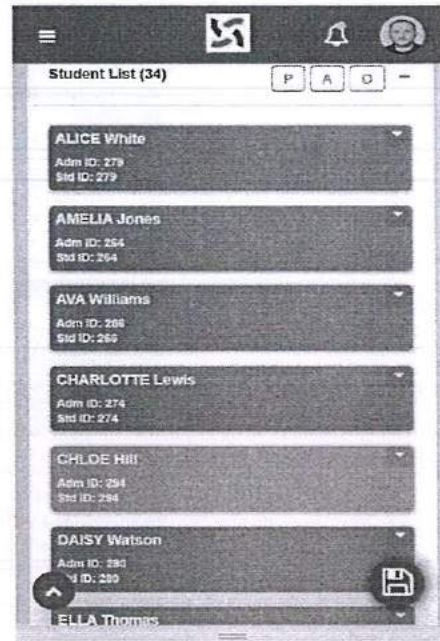 Student List (34)
P A O
ALICE White
Adm ID: 279
Std ID: 279
AMELIA Jones
Adm ID: 264
Std ID: 264
AVA Williams
Adm ID: 266
Std ID: 266
CHARLOTTE Lewis
Adm ID: 274
Std ID: 274
CHLOE Hill
Adm ID: 294
Std ID: 294
DAISY Watson
Adm ID: 280
ID: 280
ELLA Thomas